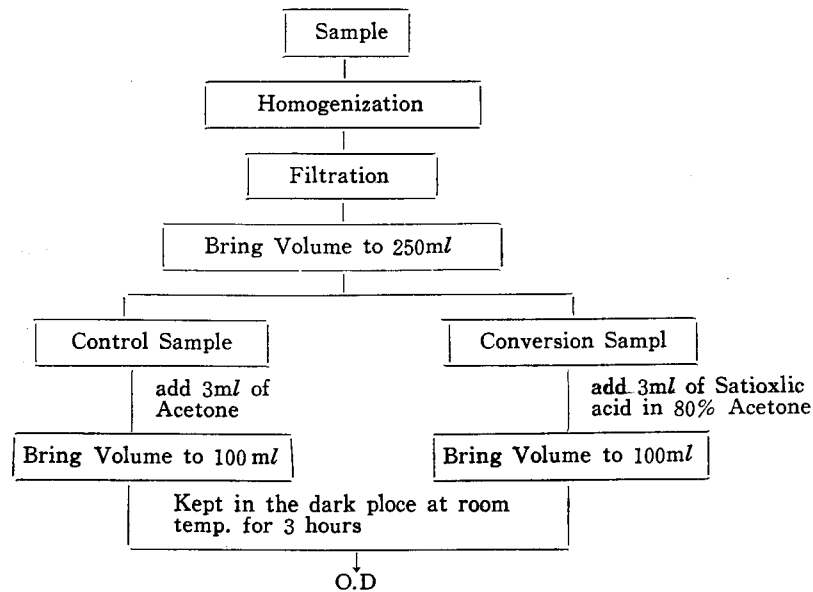 Sample
Homogenization
Filtration
Bring Volume to 250ml
Control Sample
Conversion Sampl
add 3ml of
Acetone
add 3ml of Satioxlic
acid in 80% Acetone
Bring Volume to 100 ml
Bring Volume to 100ml
Kept in the dark ploce at room
temp. for 3 hours
O.D